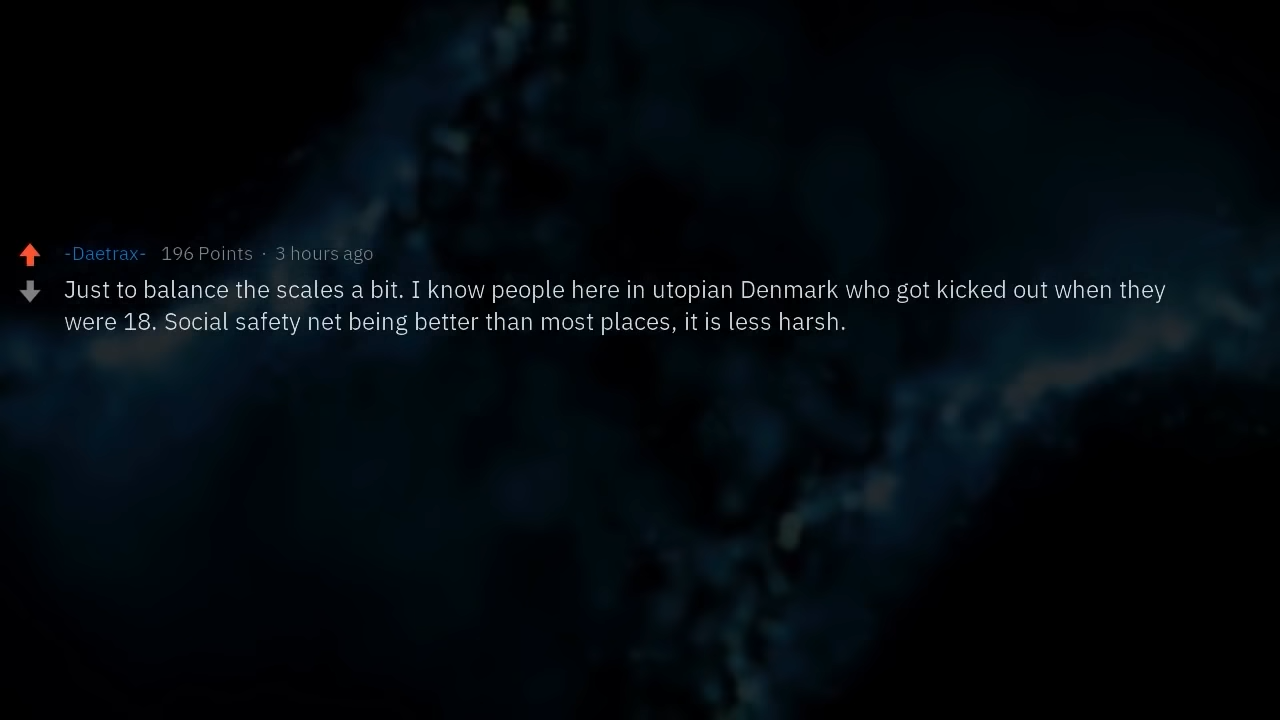 -Daetrax- 196 Points · 3 hours ago
Just to balance the scales a bit. I know people here in utopian Denmark who got kicked out when they
were 18. Social safety net being better than most places, it is less harsh.